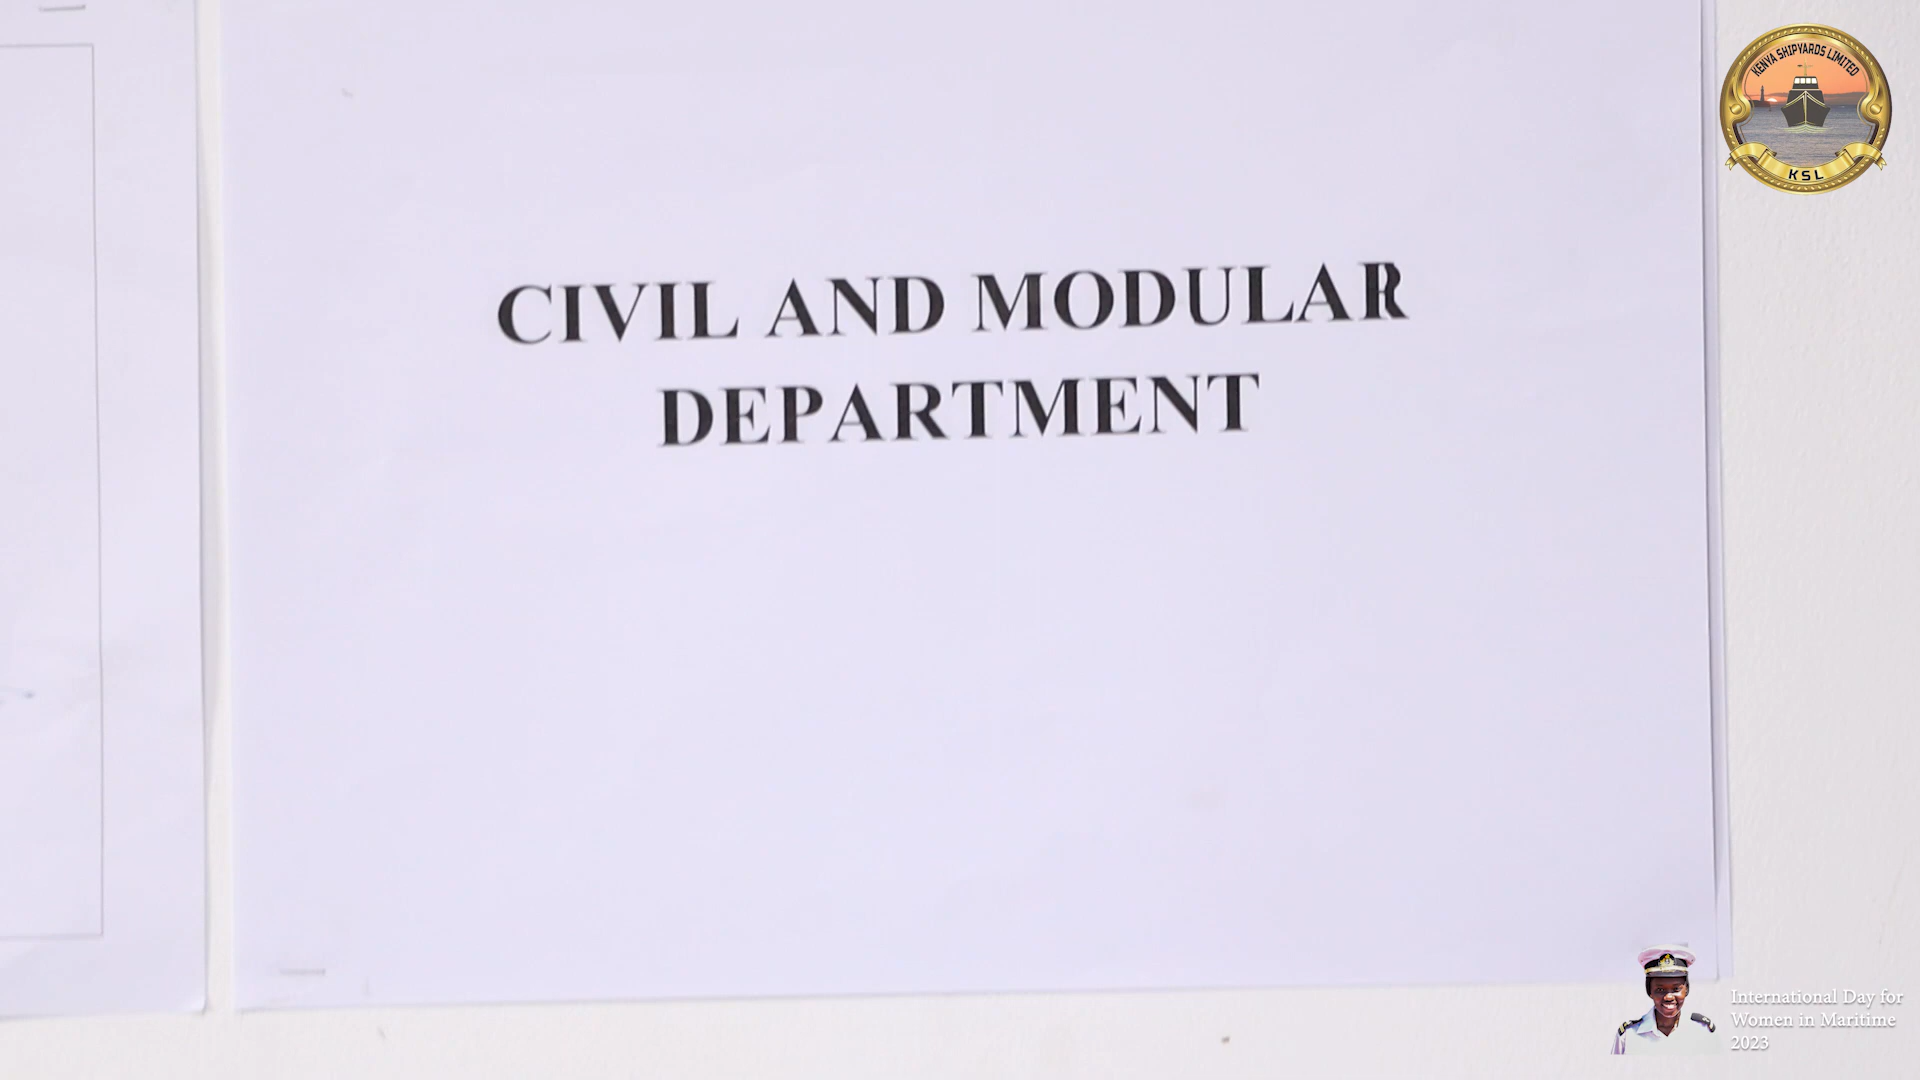 KENYA SHIPYARDS LIMITED
KSL
CIVIL AND MODULAR
DEPARTMENT
International Day for
Women in Maritime
2023